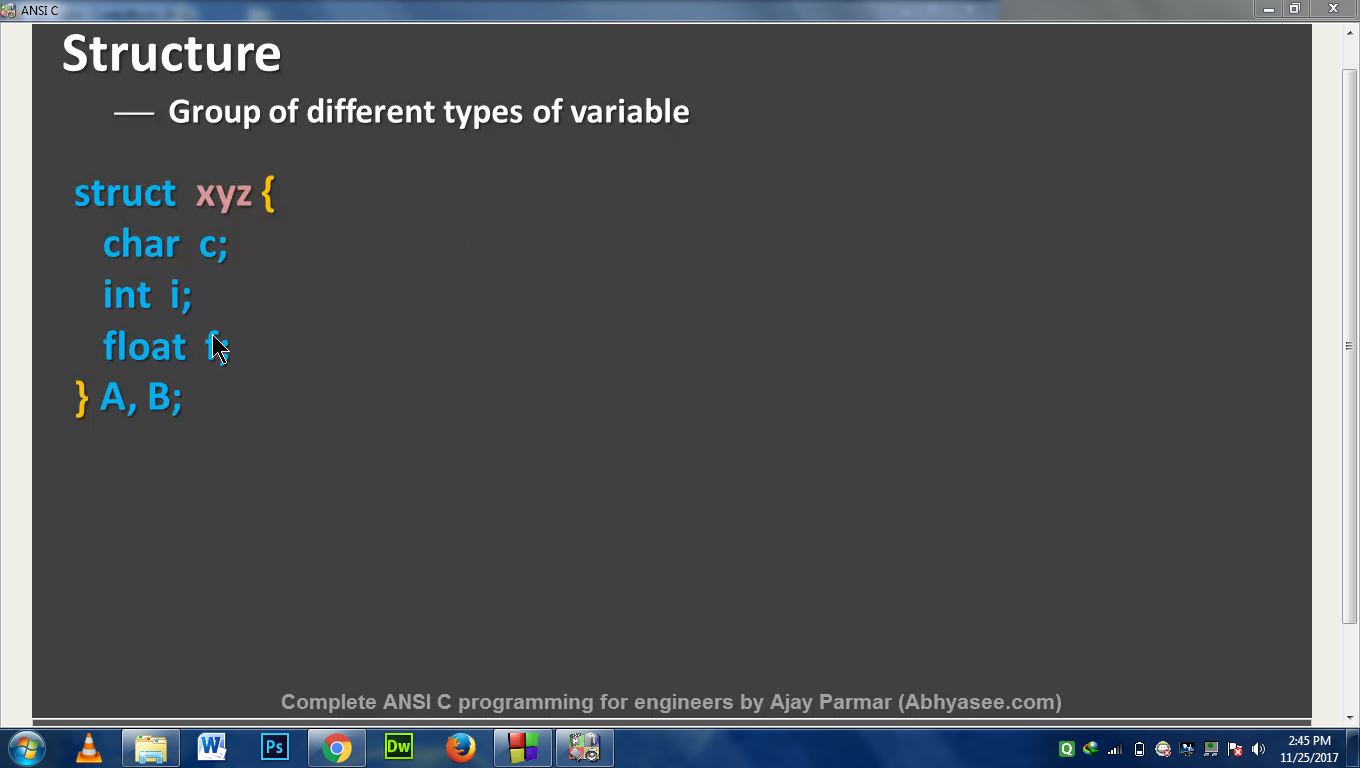 ANSI C
Structure
— Group of different types of variable
struct xyz {
char c;
int i;
float f;
} A, B;
Complete ANSI C programming for engineers by Ajay Parmar (Abhyasee.com)
W
Ps
Dw
Q
2:45 PM
11/25/2017